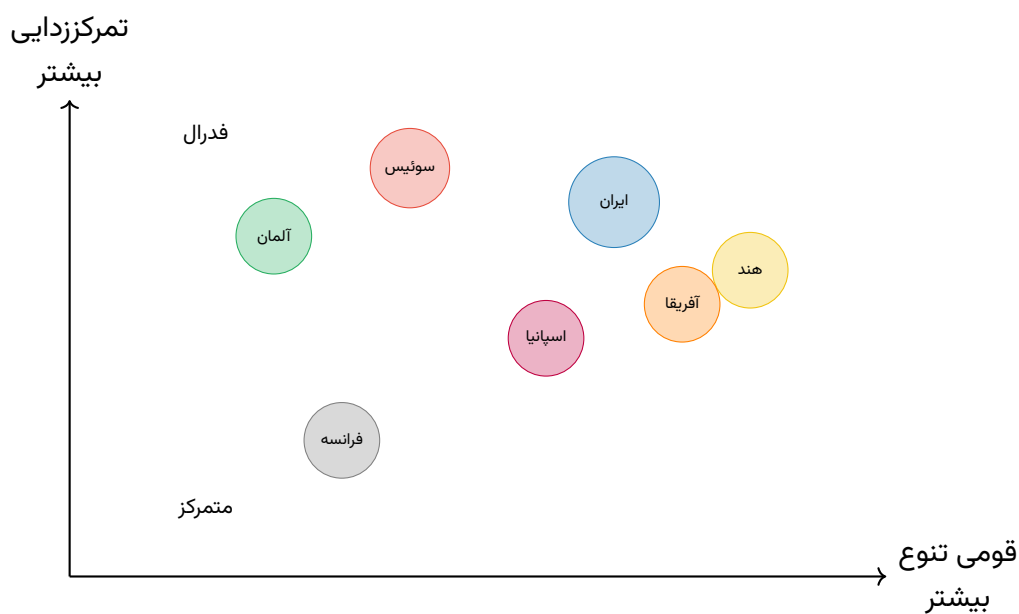 تمرکززدایی
بیشتر
فدرال
سوئیس
ایران
آلمان
هند
آفریقا
اسپانیا
فرانسه
متمرکز
قومی تنوع
بیشتر